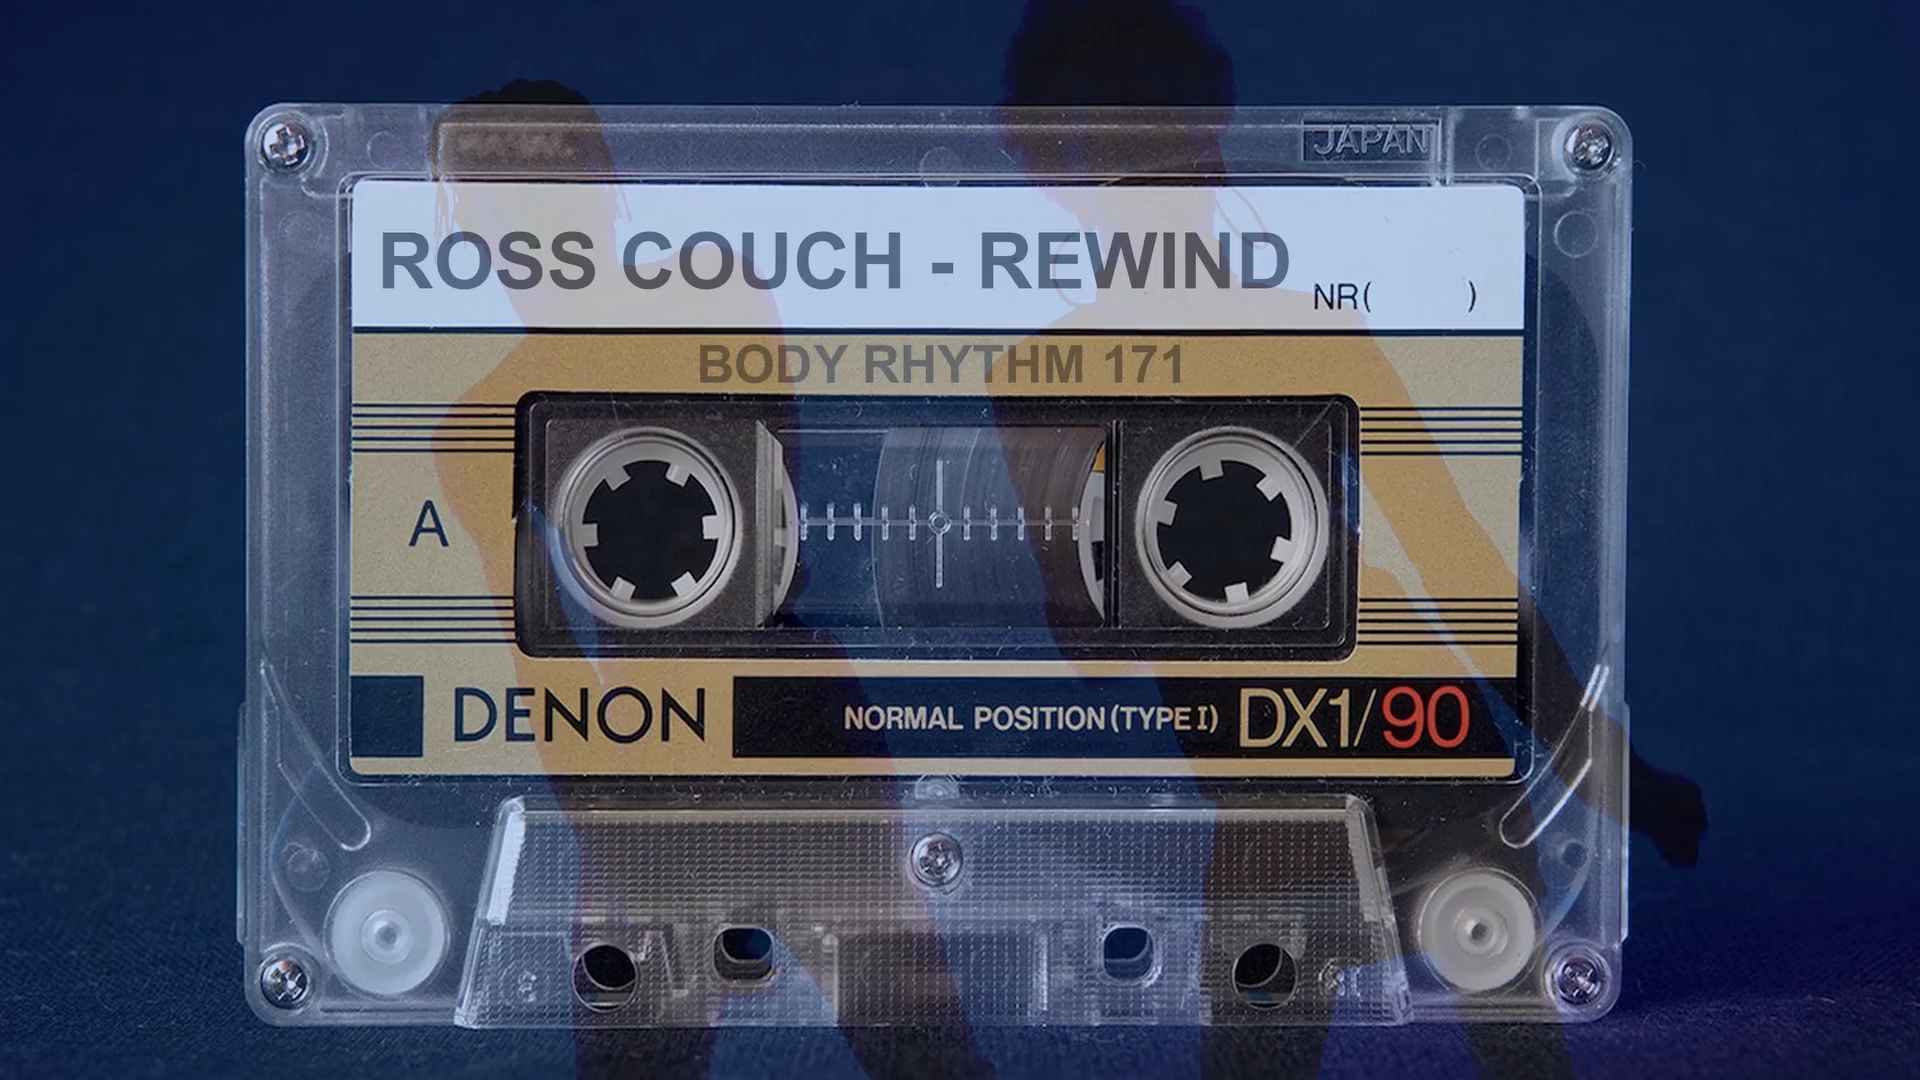 JAPAN
ROSS COUCH - REWIND
NR( )
BODY RHYTHM 171
A
DENON
NORMAL POSITION (TYPE I) DX1/90